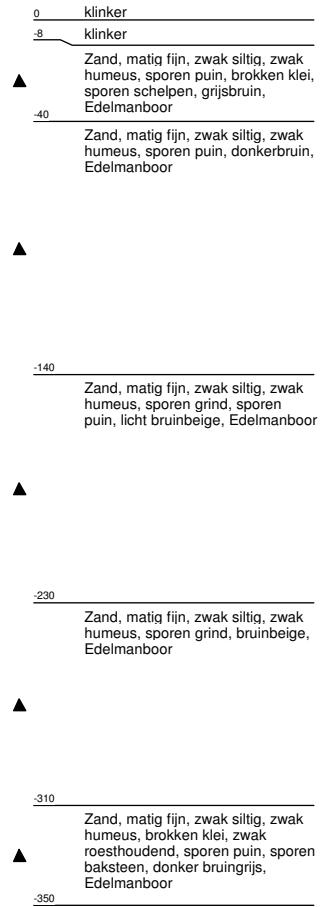 0 klinker
-8 klinker
Zand, matig fijn, zwak siltig, zwak
humeus, sporen puin, brokken klei,
sporen schelpen, grijsbruin,
Edelmanboor
-40
Zand, matig fijn, zwak siltig, zwak
humeus, sporen puin, donkerbruin,
Edelmanboor
-140
Zand, matig fijn, zwak siltig, zwak
humeus, sporen grind, sporen
puin, licht bruinbeige, Edelmanboor
-230
Zand, matig fijn, zwak siltig, zwak
humeus, sporen grind, bruinbeige,
Edelmanboor
-310
Zand, matig fijn, zwak siltig, zwak
humeus, brokken klei, zwak
roesthoudend, sporen puin, sporen
baksteen, donker bruingrijs,
Edelmanboor
-350